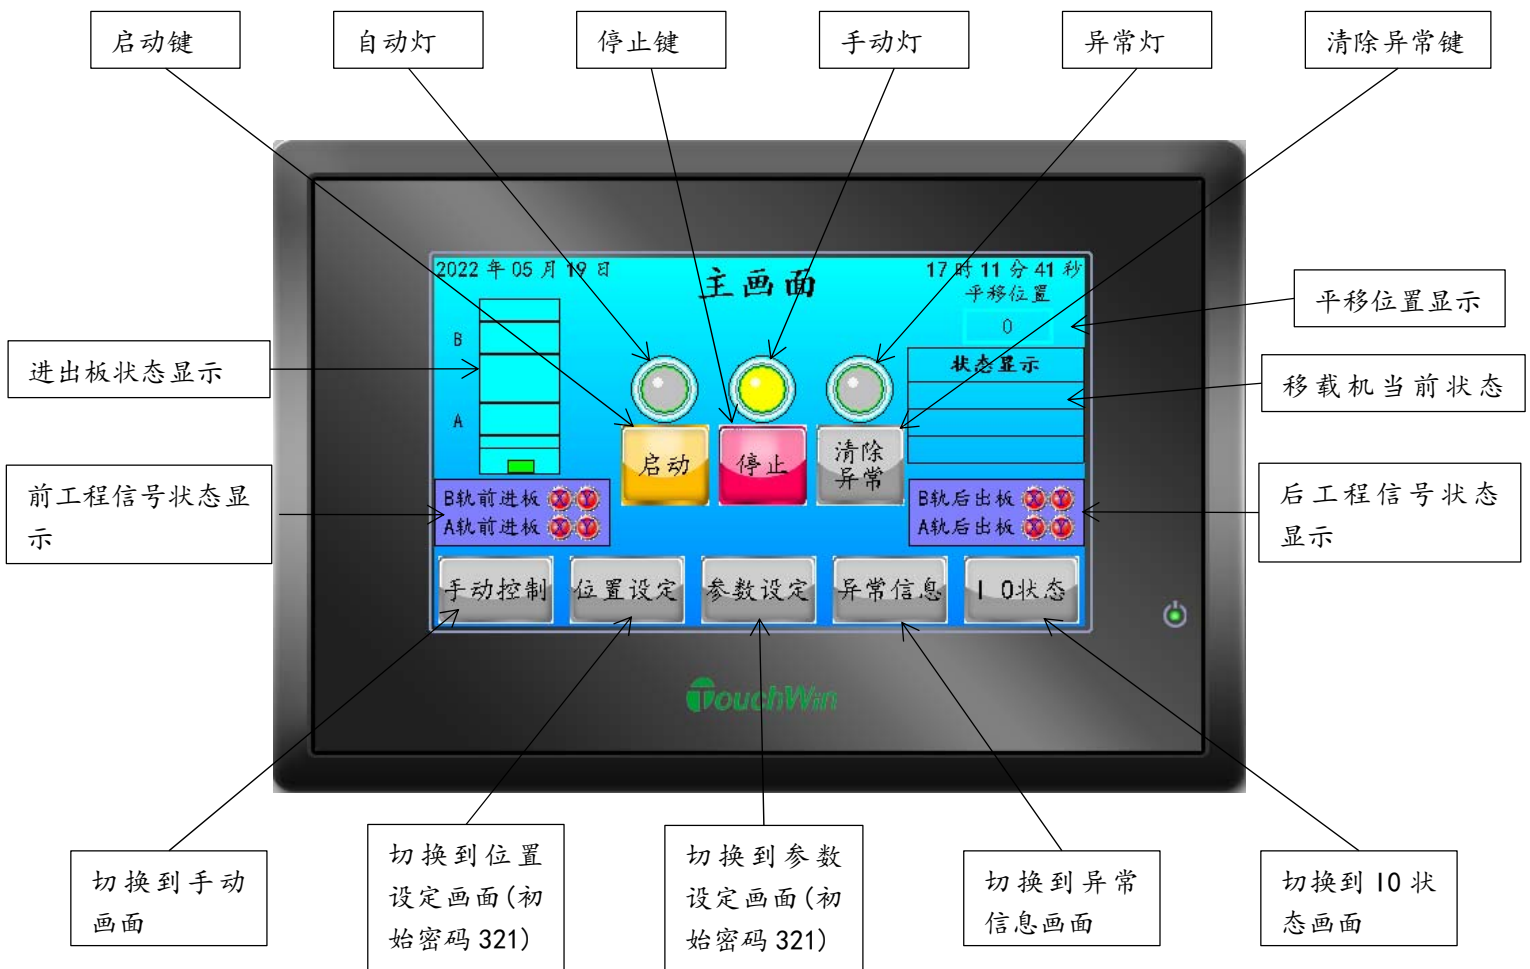 启动键
自动灯
停止键
手动灯
异常灯
清除异常键
2022 年 05 月 19 日
主画面
17 时 11 分 41 秒
平移位置
0
平移位置显示
B
A
进出板状态显示
状态显示
移载机当前状态
启动
停止
清除
异常
前工程信号状态显
示
B轨前进板 X Y
A轨前进板 X Y
B轨后出板 X Y
A轨后出板 X Y
后工程信号状态
显示
手动控制
位置设定
参数设定
异常信息
IO状态
TouchWin
切换到手动
画面
切换到位置
设定画面(初
始密码 321)
切换到参数
设定画面(初
始密码 321)
切换到异常
信息画面
切换到 IO 状
态画面